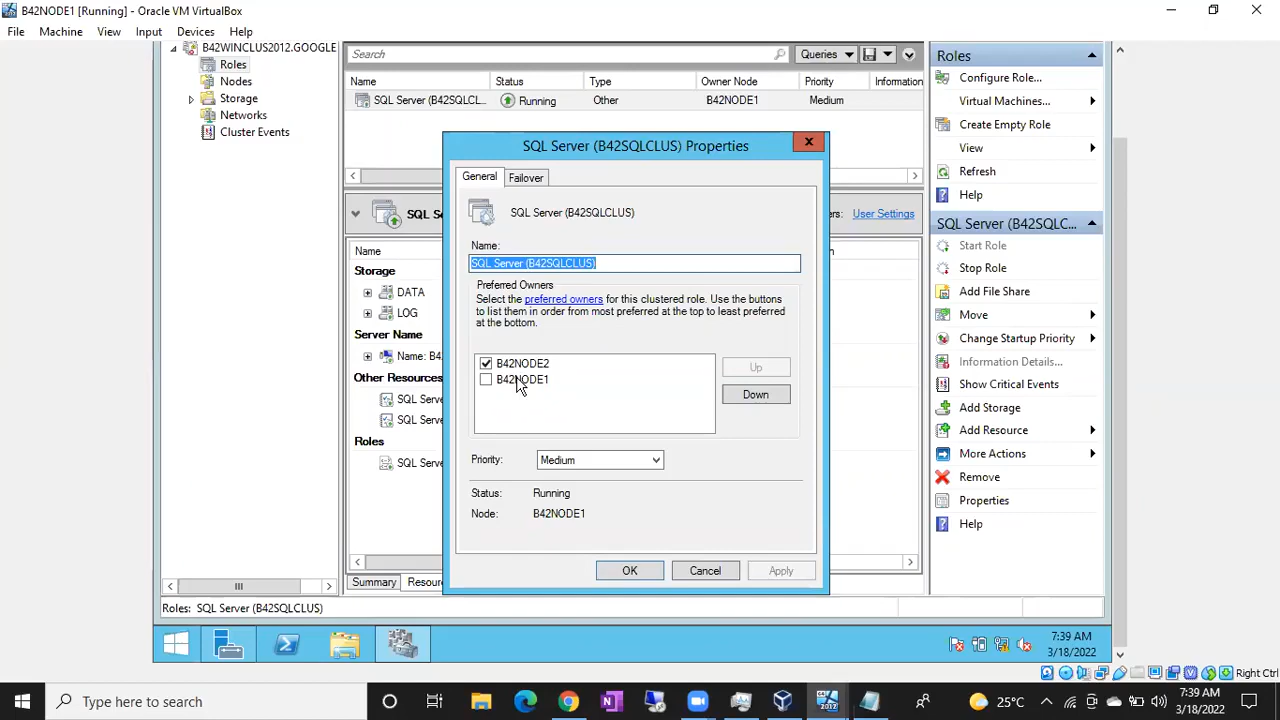 B42NODE1 [Running] - Oracle VM VirtualBox
File Machine View Input Devices Help
B42WINCLUS2012.GOOGLE
Roles
Nodes
Storage
Networks
Cluster Events
Search
Queries
Name Status Type Owner Node Priority Information
SQL Server (B42SQLCL... Running Other B42NODE1 Medium
SQL Se
User Settings
Name
Storage
DATA
LOG
Server Name
Name: B4
Other Resources
SQL Serve
SQL Serve
Roles
SQL Serve
Summary Resour
SQL Server (B42SQLCLUS) Properties
General Failover
SQL Server (B42SQLCLUS)
Name:
SQL Server (B42SQLCLUS)
Preferred Owners
Select the preferred owners for this clustered role. Use the buttons
to list them in order from most preferred at the top to least preferred
at the bottom.
B42NODE2
B42NODE1
Up
Down
Priority: Medium
Status: Running
Node: B42NODE1
OK Cancel Apply
Roles
Configure Role...
Virtual Machines...
Create Empty Role
View
Refresh
Help
SQL Server (B42SQLC...
Start Role
Stop Role
Add File Share
Move
Change Startup Priority
Information Details...
Show Critical Events
Add Storage
Add Resource
More Actions
Remove
Properties
Help
Roles: SQL Server (B42SQLCLUS)
7:39 AM
3/18/2022
Right Ctrl
Type here to search
25°C
7:39 AM
3/18/2022